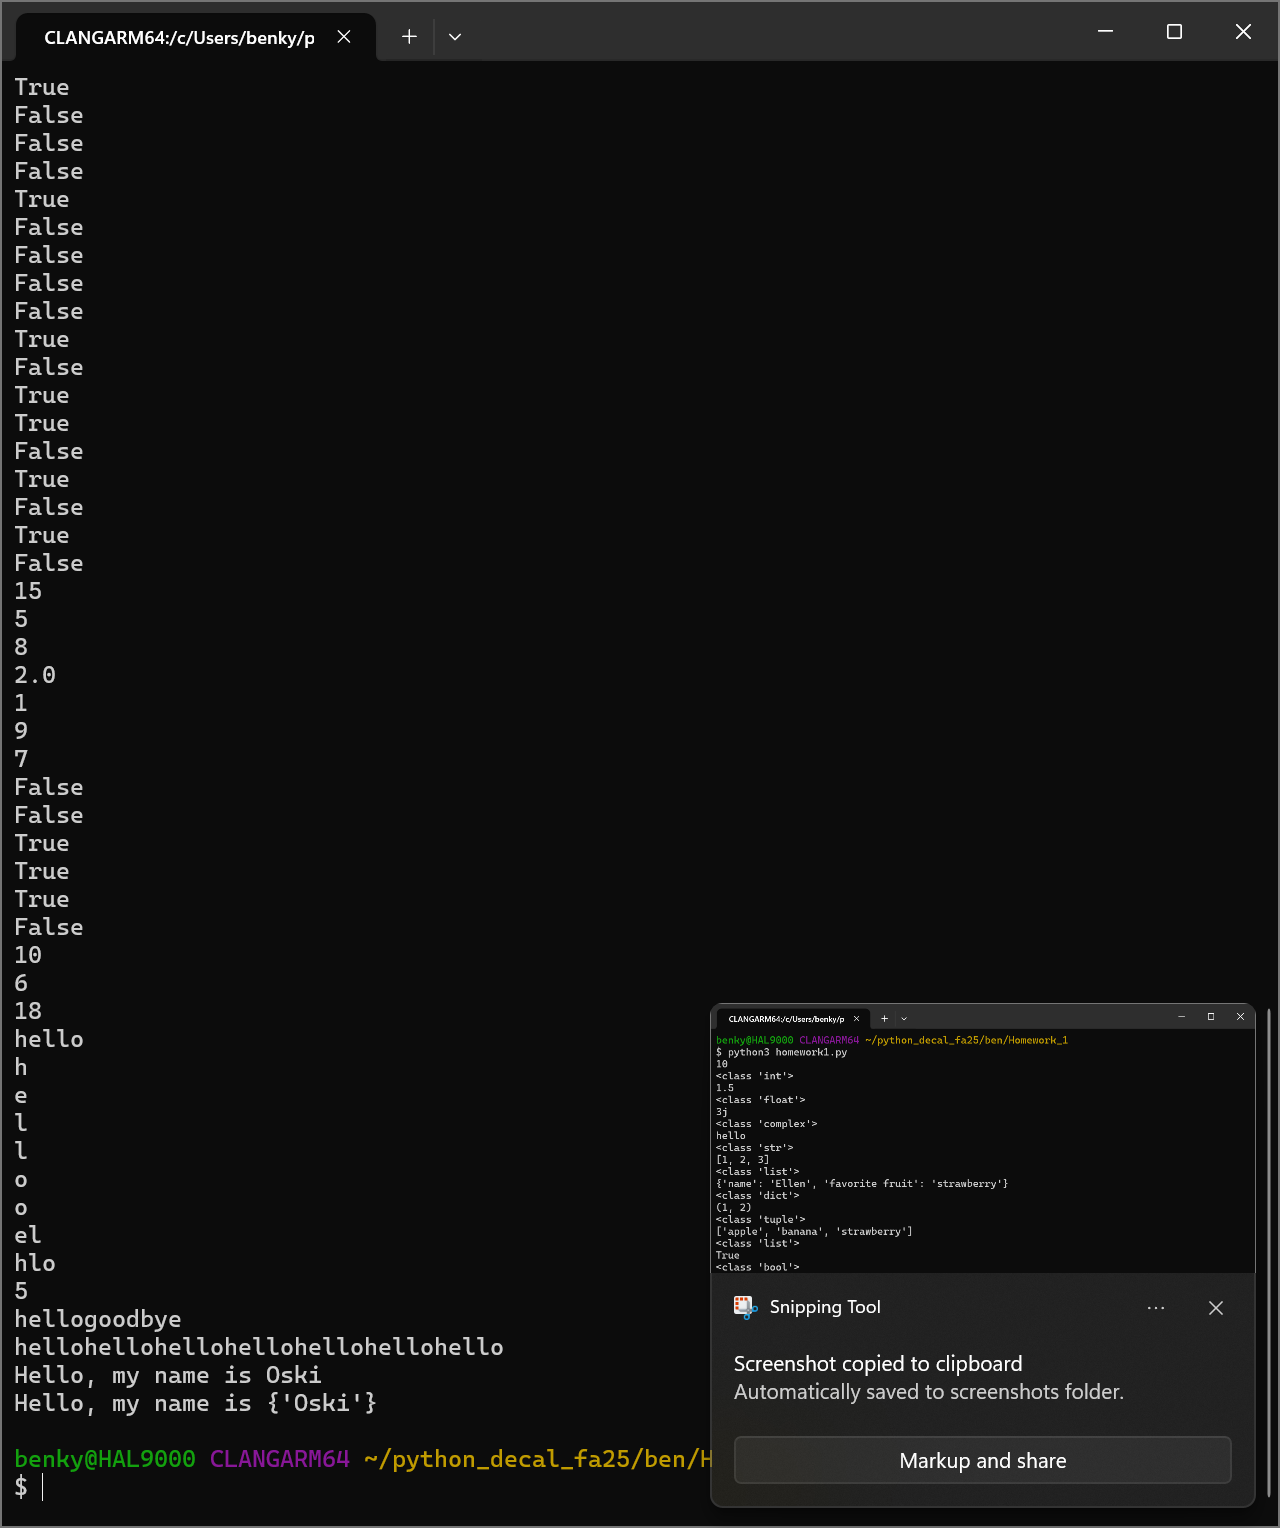 CLANGARM64:/c/Users/benky/p
True
False
False
False
True
False
False
False
False
True
False
True
True
False
True
False
True
False
15
5
8
2.0
1
9
7
False
False
True
True
True
False
10
6
18
hello
h
e
l
l
o
o
el
hlo
5
hellogoodbye
hellohellohellohellohellohellohello
Hello, my name is Oski
Hello, my name is {'Oski'}
benky@HAL9000 CLANGARM64 ~/python_decal_fa25/ben/H
$
CLANGARM64:/c/Users/benky/p
benky@HAL9000 CLANGARM64 ~/python_decal_fa25/ben/Homework_1
$ python3 homework1.py
10
<class 'int'>
1.5
<class 'float'>
3j
<class 'complex'>
hello
<class 'str'>
[1, 2, 3]
<class 'list'>
{'name': 'Ellen', 'favorite fruit': 'strawberry'}
<class 'dict'>
(1, 2)
<class 'tuple'>
['apple', 'banana', 'strawberry']
<class 'list'>
True
<class 'bool'>
Snipping Tool
Screenshot copied to clipboard
Automatically saved to screenshots folder.
Markup and share